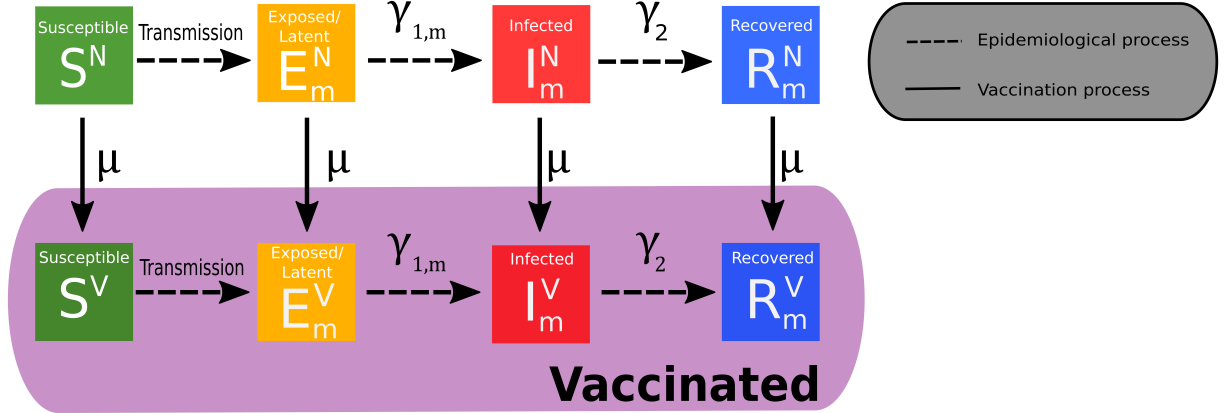 Susceptible
S^N
Transmission
Exposed/
Latent
E^N_m
γ_1,m
Infected
I^N_m
γ_2
Recovered
R^N_m
Epidemiological process
Vaccination process
μ
μ
μ
μ
Susceptible
S^V
Transmission
Exposed/
Latent
E^V_m
γ_1,m
Infected
I^V_m
γ_2
Recovered
R^V_m
Vaccinated